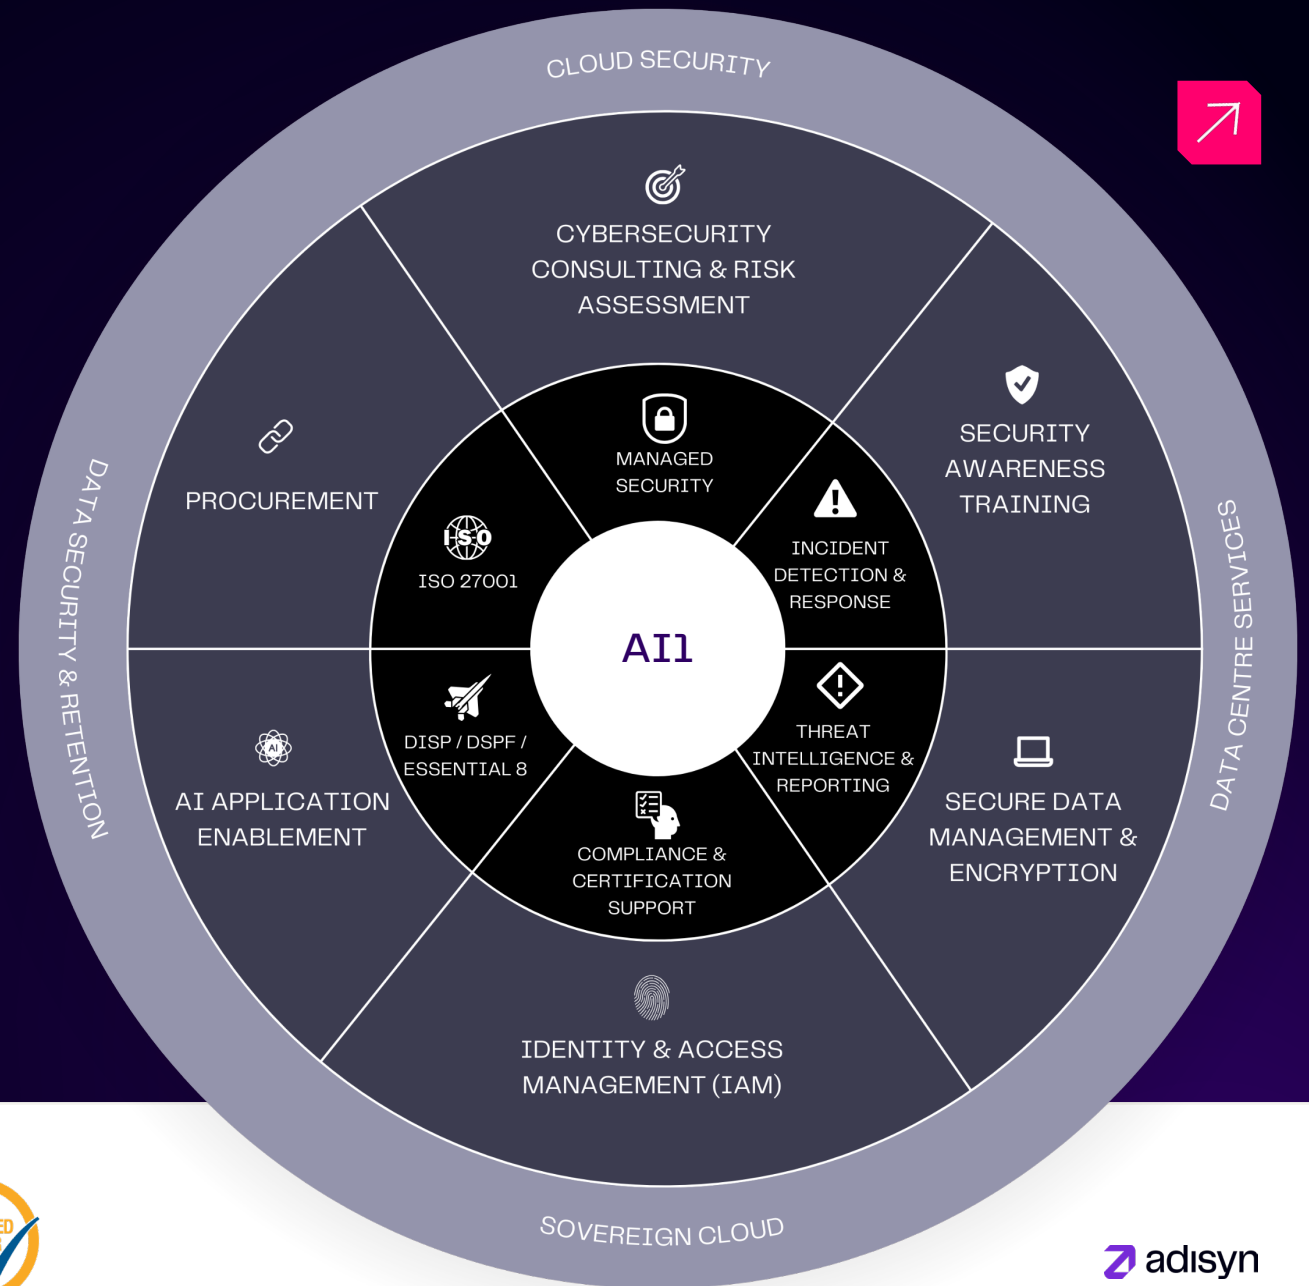 CLOUD SECURITY
CYBERSECURITY
CONSULTING & RISK
ASSESSMENT
SECURITY
AWARENESS
TRAINING
PROCUREMENT
MANAGED
SECURITY
ISO
ISO 27001
INCIDENT
DETECTION &
RESPONSE
AI1
DATA SECURITY & RETENTION
DATA CENTRE SERVICES
DISP / DSPF /
ESSENTIAL 8
THREAT
INTELLIGENCE &
REPORTING
COMPLIANCE &
CERTIFICATION
SUPPORT
AI
AI APPLICATION
ENABLEMENT
SECURE DATA
MANAGEMENT &
ENCRYPTION
IDENTITY & ACCESS
MANAGEMENT (IAM)
SOVEREIGN CLOUD
adisyn